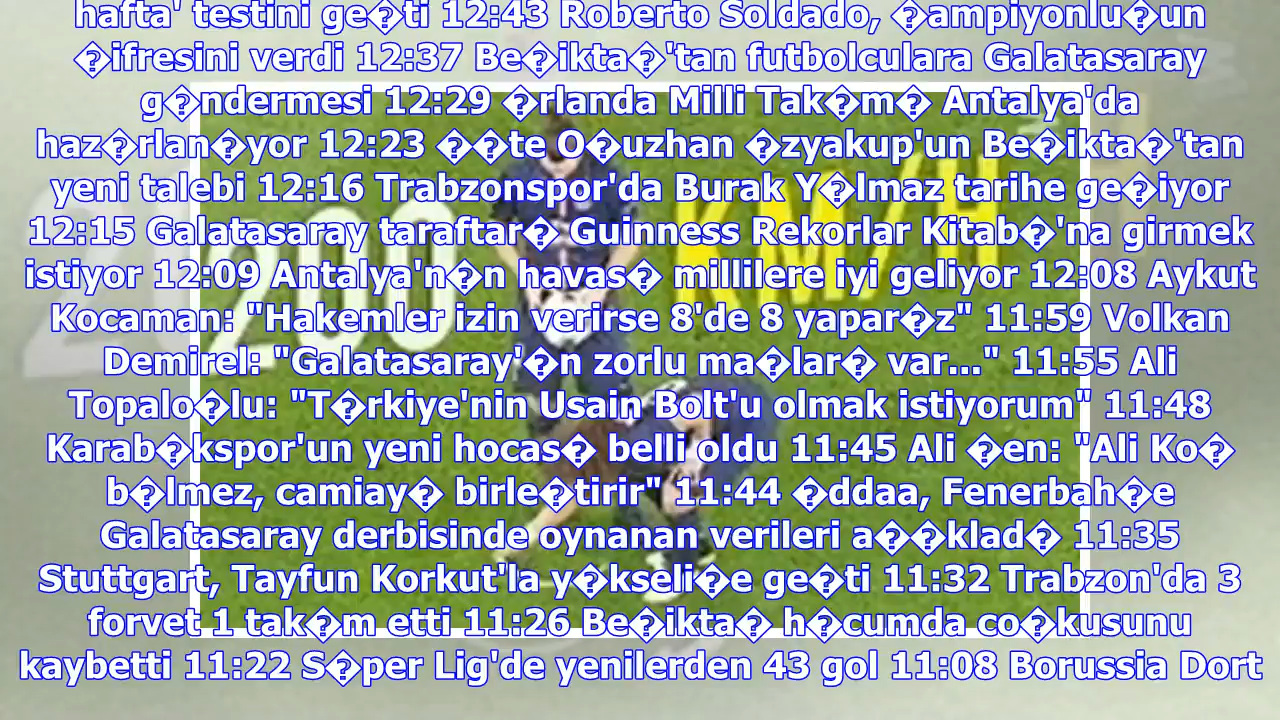 hafta' testini ge�ti 12:43 Roberto Soldado, �ampiyonlu�un
�ifresini verdi 12:37 Be�ikta�'tan futbolculara Galatasaray
g�ndermesi 12:29 �rlanda Milli Tak�m� Antalya'da
haz�rlan�yor 12:23 ��te O�uzhan �zyakup'un Be�ikta�'tan
yeni talebi 12:16 Trabzonspor'da Burak Y�lmaz tarihe ge�iyor
12:15 Galatasaray taraftar� Guinness Rekorlar Kitab�'na girmek
istiyor 12:09 Antalya'n�n havas� millilere iyi geliyor 12:08 Aykut
Kocaman: "Hakemler izin verirse 8'de 8 yapar�z" 11:59 Volkan
Demirel: "Galatasaray'�n zorlu ma�lar� var..." 11:55 Ali
Topalo�lu: "T�rkiye'nin Usain Bolt'u olmak istiyorum" 11:48
Karab�kspor'un yeni hocas� belli oldu 11:45 Ali �en: "Ali Ko�
b�lmez, camiay� birle�tirir" 11:44 �ddaa, Fenerbah�e
Galatasaray derbisinde oynanan verileri a��klad� 11:35
Stuttgart, Tayfun Korkut'la y�kseli�e ge�ti 11:32 Trabzon'da 3
forvet 1 tak�m etti 11:26 Be�ikta� h�cumda co�kusunu
kaybetti 11:22 S�per Lig'de yenilerden 43 gol 11:08 Borussia Dort
200 KM/H